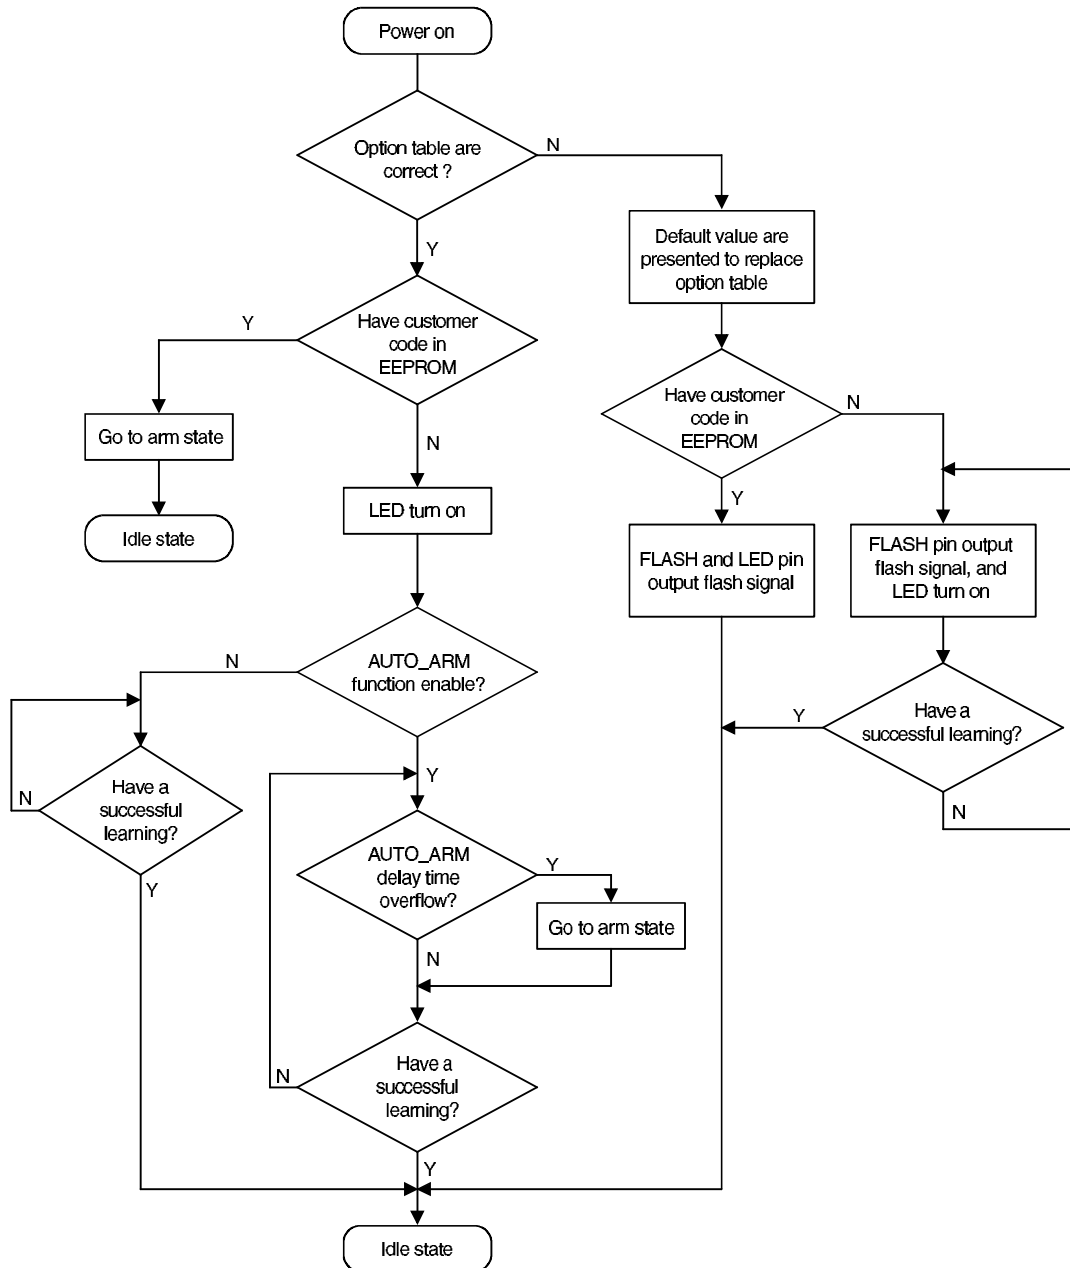 Power on
Option table are
correct ?
N
Y
Default value are
presented to replace
option table
Have customer
code in
EEPROM
Y
N
Go to arm state
Idle state
LED turn on
Have customer
code in
EEPROM
N
Y
FLASH and LED pin
output flash signal
FLASH pin output
flash signal, and
LED turn on
AUTO_ARM
function enable?
N
Y
Have a
successful learning?
Y
N
Have a
successful
learning?
N
Y
AUTO_ARM
delay time
overflow?
Y
N
Go to arm state
Have a
successful
learning?
N
Y
Idle state